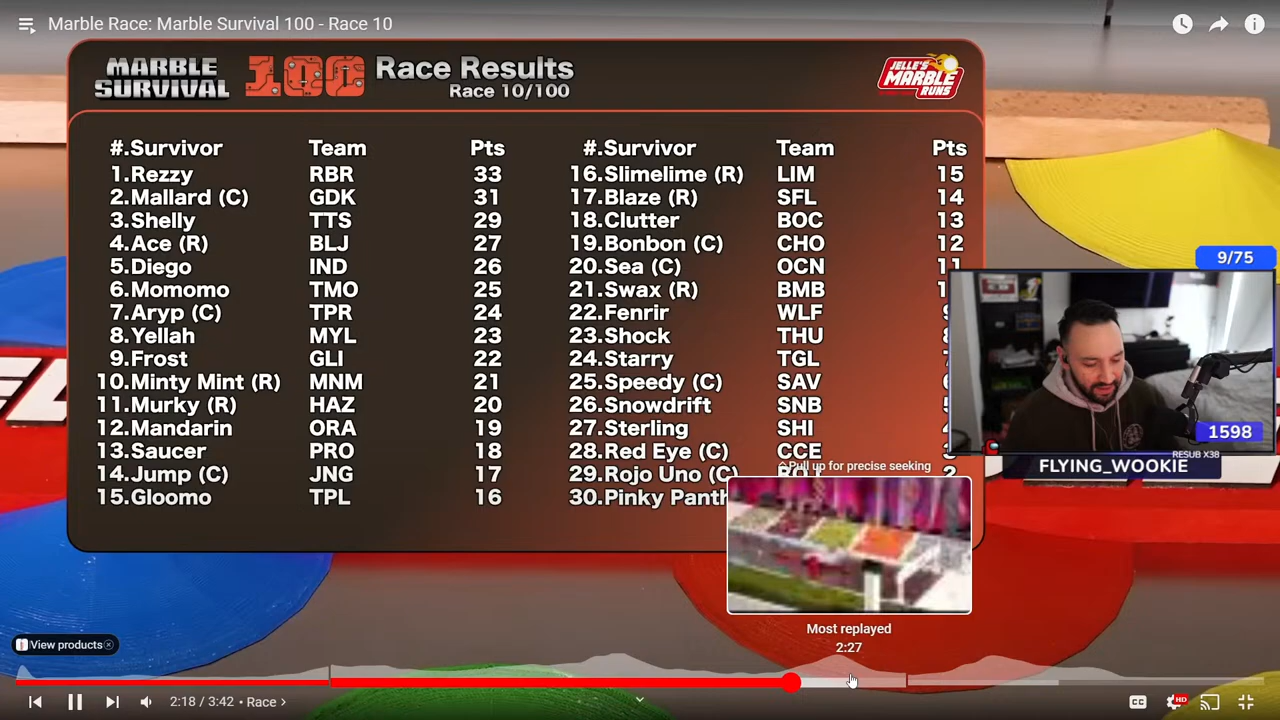 Marble Race: Marble Survival 100 - Race 10
MARBLE SURVIVAL 100 Race Results
Race 10/100
JELLE'S MARBLE RUNS
#.Survivor Team Pts
1.Rezzy RBR 33
2.Mallard (C) GDK 31
3.Shelly TTS 29
4.Ace (R) BLJ 27
5.Diego IND 26
6.Momomo TMO 25
7.Aryp (C) TPR 24
8.Yellah MYL 23
9.Frost GLI 22
10.Minty Mint (R) MNM 21
11.Murky (R) HAZ 20
12.Mandarin ORA 19
13.Saucer PRO 18
14.Jump (C) JNG 17
15.Gloomo TPL 16
#.Survivor Team Pts
16.Slimelime (R) LIM 15
17.Blaze (R) SFL 14
18.Clutter BOC 13
19.Bonbon (C) CHO 12
20.Sea (C) OCN 11
21.Swax (R) BMB
22.Fenrir WLF
23.Shock THU
24.Starry TGL
25.Speedy (C) SAV
26.Snowdrift SNB
27.Sterling SHI
28.Red Eye (C) CCE
29.Rojo Uno (C)
30.Pinky Panth
9/75
1598
RESUB X38
FLYING_WOOKIE
Pull up for precise seeking
Most replayed
2:27
View products
2:18 / 3:42 • Race
CC
HD